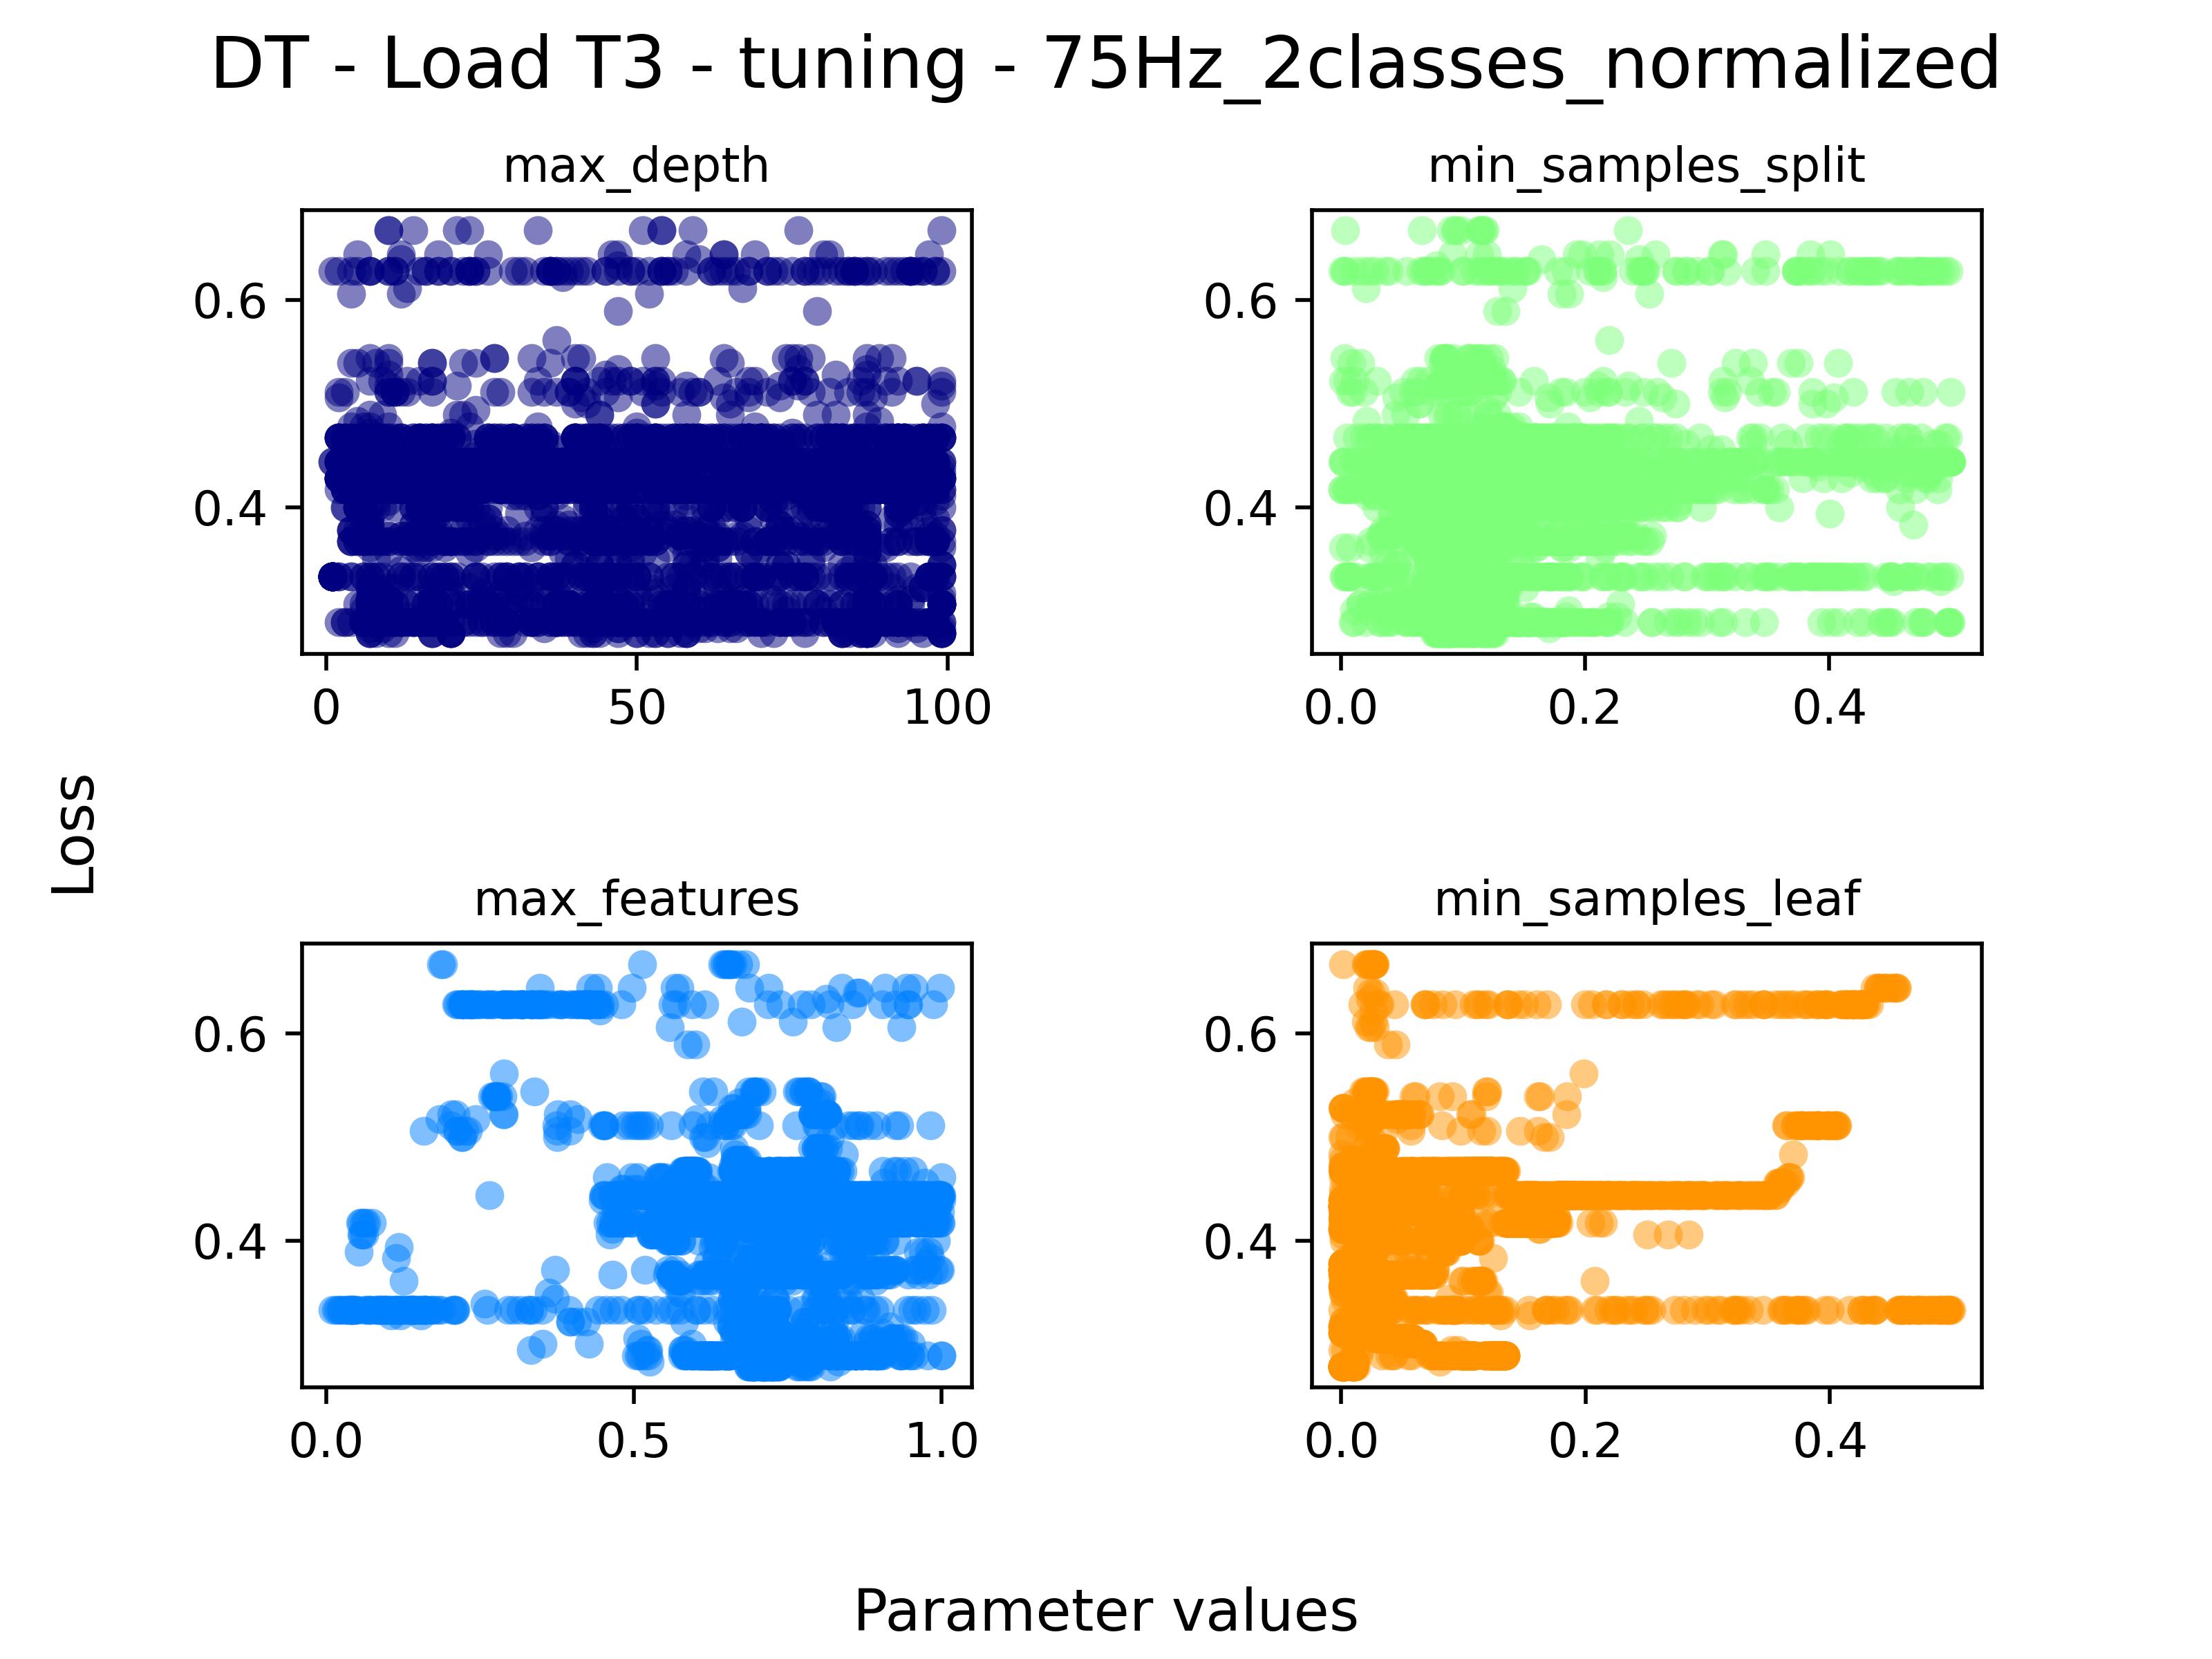 DT - Load T3 - tuning - 75Hz_2classes_normalized
max_depth
0.6
0.4
0 50 100
min_samples_split
0.6
0.4
0.0 0.2 0.4
Loss
max_features
0.6
0.4
0.0 0.5 1.0
min_samples_leaf
0.6
0.4
0.0 0.2 0.4
Parameter values